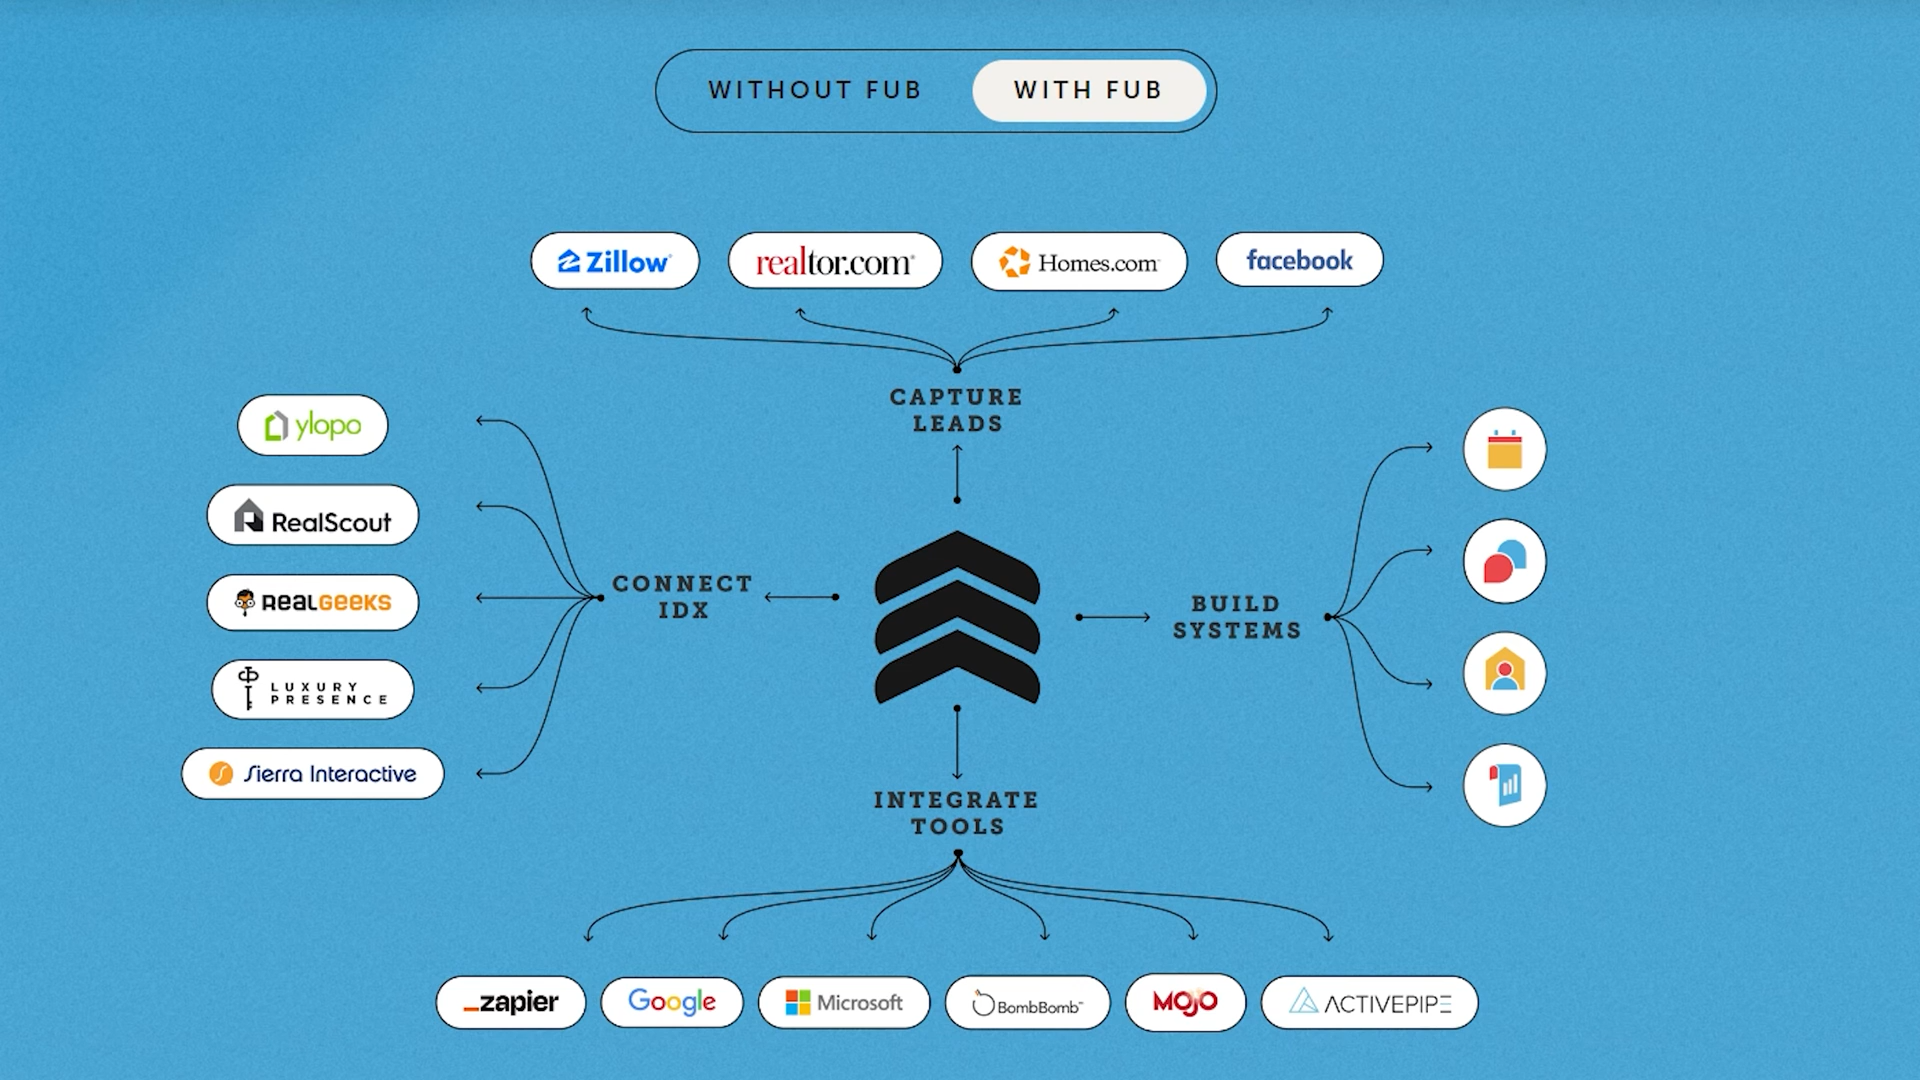 WITHOUT FUB
WITH FUB
Zillow
realtor.com
Homes.com
facebook
CAPTURE
LEADS
ylopo
RealScout
REALGEEKS
LUXURY
PRESENCE
Sierra Interactive
CONNECT
IDX
BUILD
SYSTEMS
INTEGRATE
TOOLS
zapier
Google
Microsoft
BombBomb
MOJO
ACTIVEPIPE